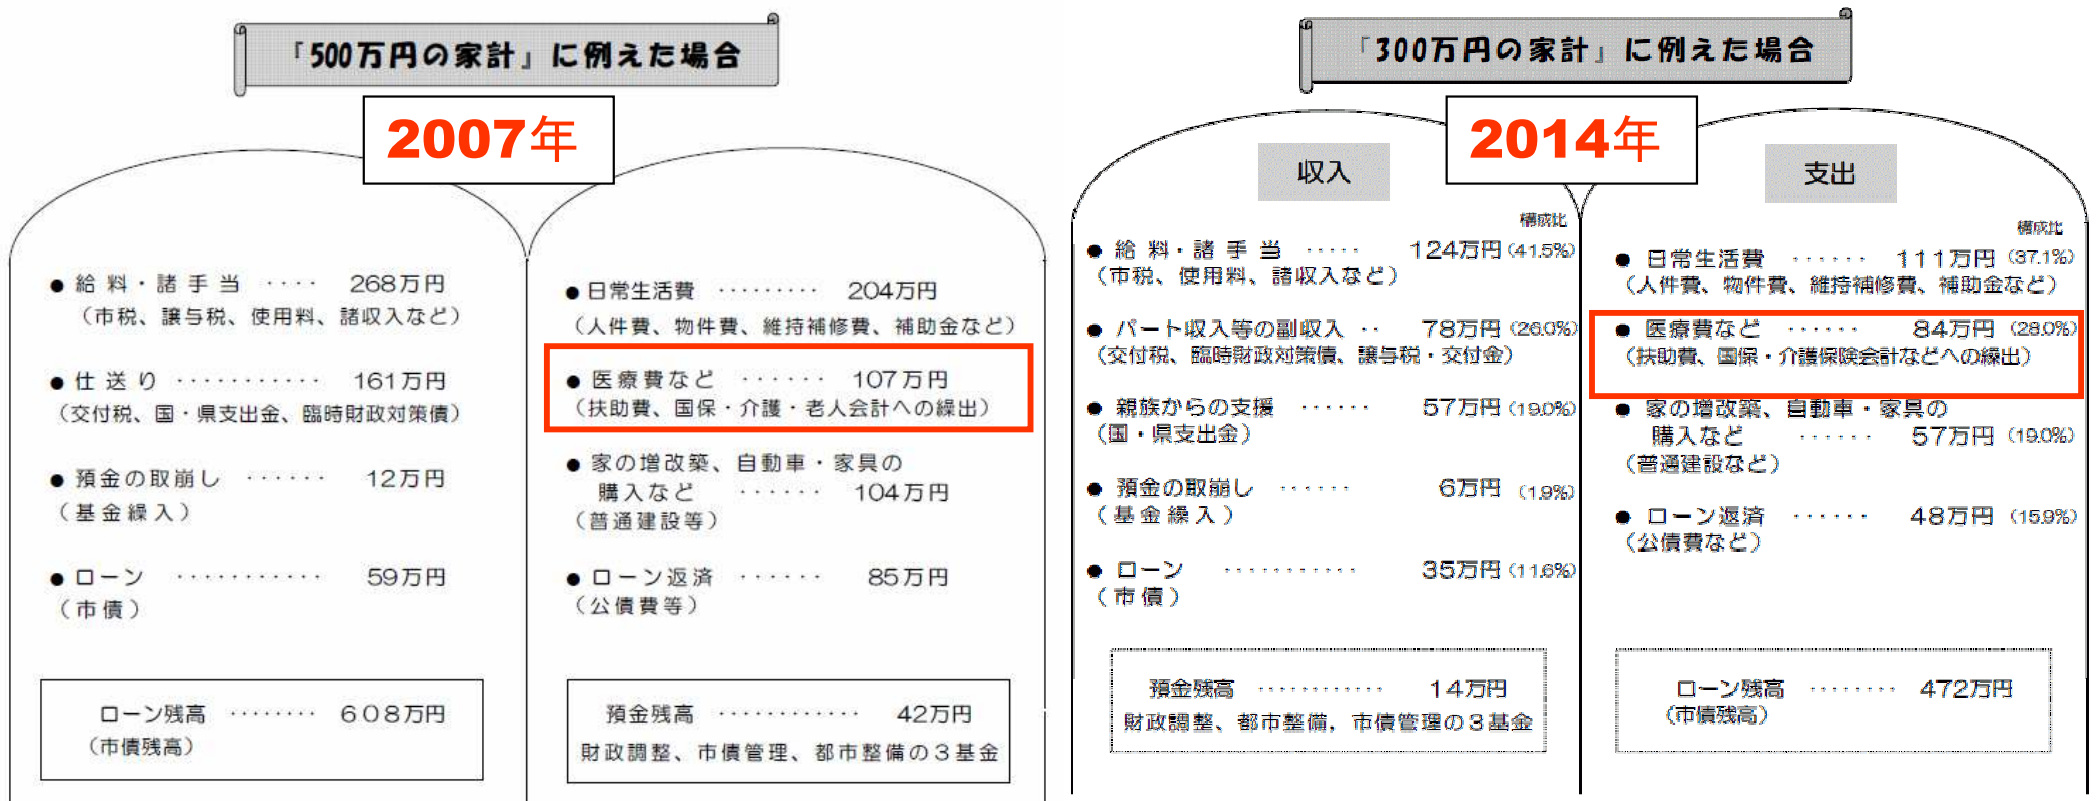 『500万円の家計』に例えた場合
2007年
● 給料・諸手当 ‥‥ 268万円
（市税、譲与税、使用料、諸収入など）
● 仕送り ‥‥‥‥‥‥ 161万円
（交付税、国・県支出金、臨時財政対策債）
● 預金の取崩し ‥‥‥ 12万円
（基金繰入）
● ローン ‥‥‥‥‥‥ 59万円
（市債）
ローン残高 ‥‥‥‥ 608万円
（市債残高）
● 日常生活費 ‥‥‥‥‥ 204万円
（人件費、物件費、維持補修費、補助金など）
● 医療費など ‥‥‥ 107万円
（扶助費、国保・介護・老人会計への繰出）
● 家の増改築、自動車・家具の
購入など ‥‥‥ 104万円
（普通建設等）
● ローン返済 ‥‥‥ 85万円
（公債費等）
預金残高 ‥‥‥‥‥‥ 42万円
財政調整、市債管理、都市整備の３基金
『300万円の家計』に例えた場合
2014年
収入
構成比
● 給料・諸手当 ‥‥‥ 124万円（41.5%）
（市税、使用料、諸収入など）
● パート収入等の副収入 ‥ 78万円（26.0%）
（交付税、臨時財政対策債、譲与税・交付金）
● 親族からの支援 ‥‥‥ 57万円（19.0%）
（国・県支出金）
● 預金の取崩し ‥‥‥ 6万円（1.9%）
（基金繰入）
● ローン ‥‥‥‥‥‥ 35万円（11.6%）
（市債）
預金残高 ‥‥‥‥‥‥ 14万円
財政調整、都市整備，市債管理の３基金
支出
構成比
● 日常生活費 ‥‥‥ 111万円（37.1%）
（人件費、物件費、維持補修費、補助金など）
● 医療費など ‥‥‥ 84万円（28.0%）
（扶助費、国保・介護保険会計などへの繰出）
● 家の増改築、自動車・家具の
購入など ‥‥‥ 57万円（19.0%）
（普通建設など）
● ローン返済 ‥‥‥ 48万円（15.9%）
（公債費など）
ローン残高 ‥‥‥‥ 472万円
（市債残高）